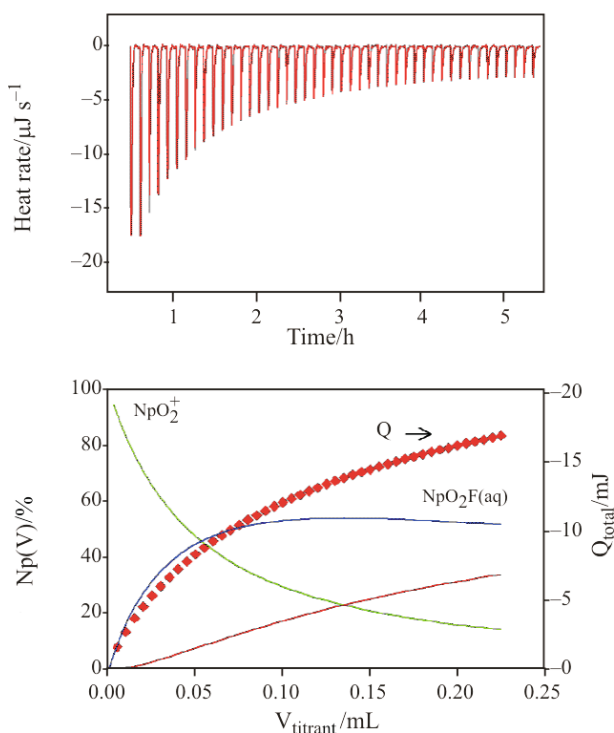 Heat rate/μJ s⁻¹
0
−5
−10
−15
−20
1 2 3 4 5
Time/h
Np(V)/%
100
80
60
40
20
0
NpO₂⁺
Q →
NpO₂F(aq)
−20
−15
−10
−5
−0
Q_total/mJ
0.00 0.05 0.10 0.15 0.20 0.25
V_titrant /mL